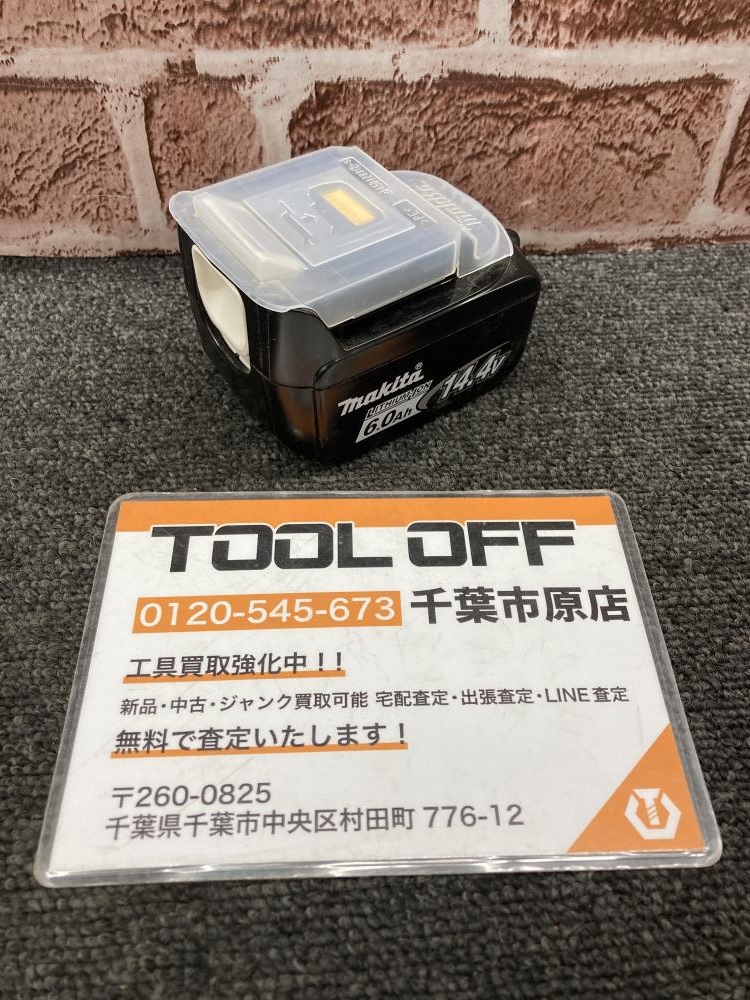 makita
makita®
LITHIUM-ION
14.4V
6.0Ah
TOOL OFF
0120-545-673 千葉市原店
工具買取強化中！！
新品・中古・ジャンク買取可能 宅配査定・出張査定・LINE査定
無料で査定いたします！
〒260-0825
千葉県千葉市中央区村田町 776-12